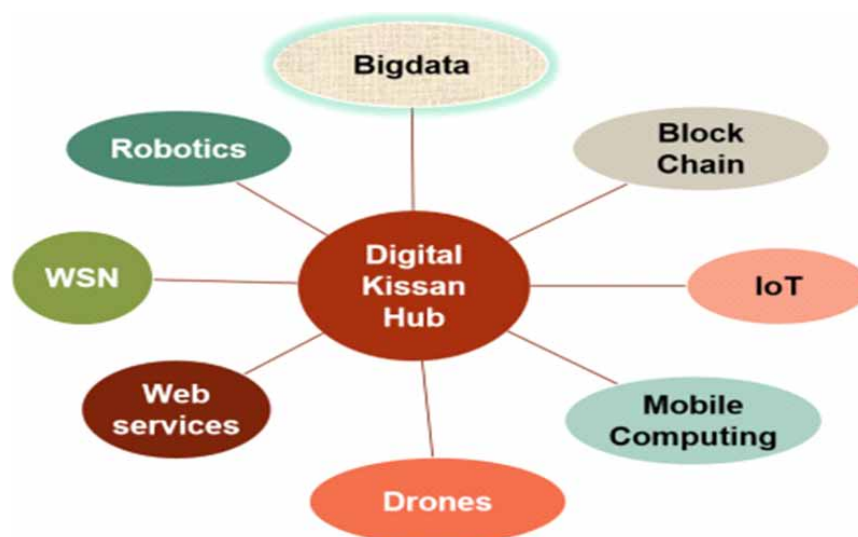 Bigdata
Robotics
Block
Chain
Digital
Kissan
Hub
WSN
IoT
Web
services
Mobile
Computing
Drones